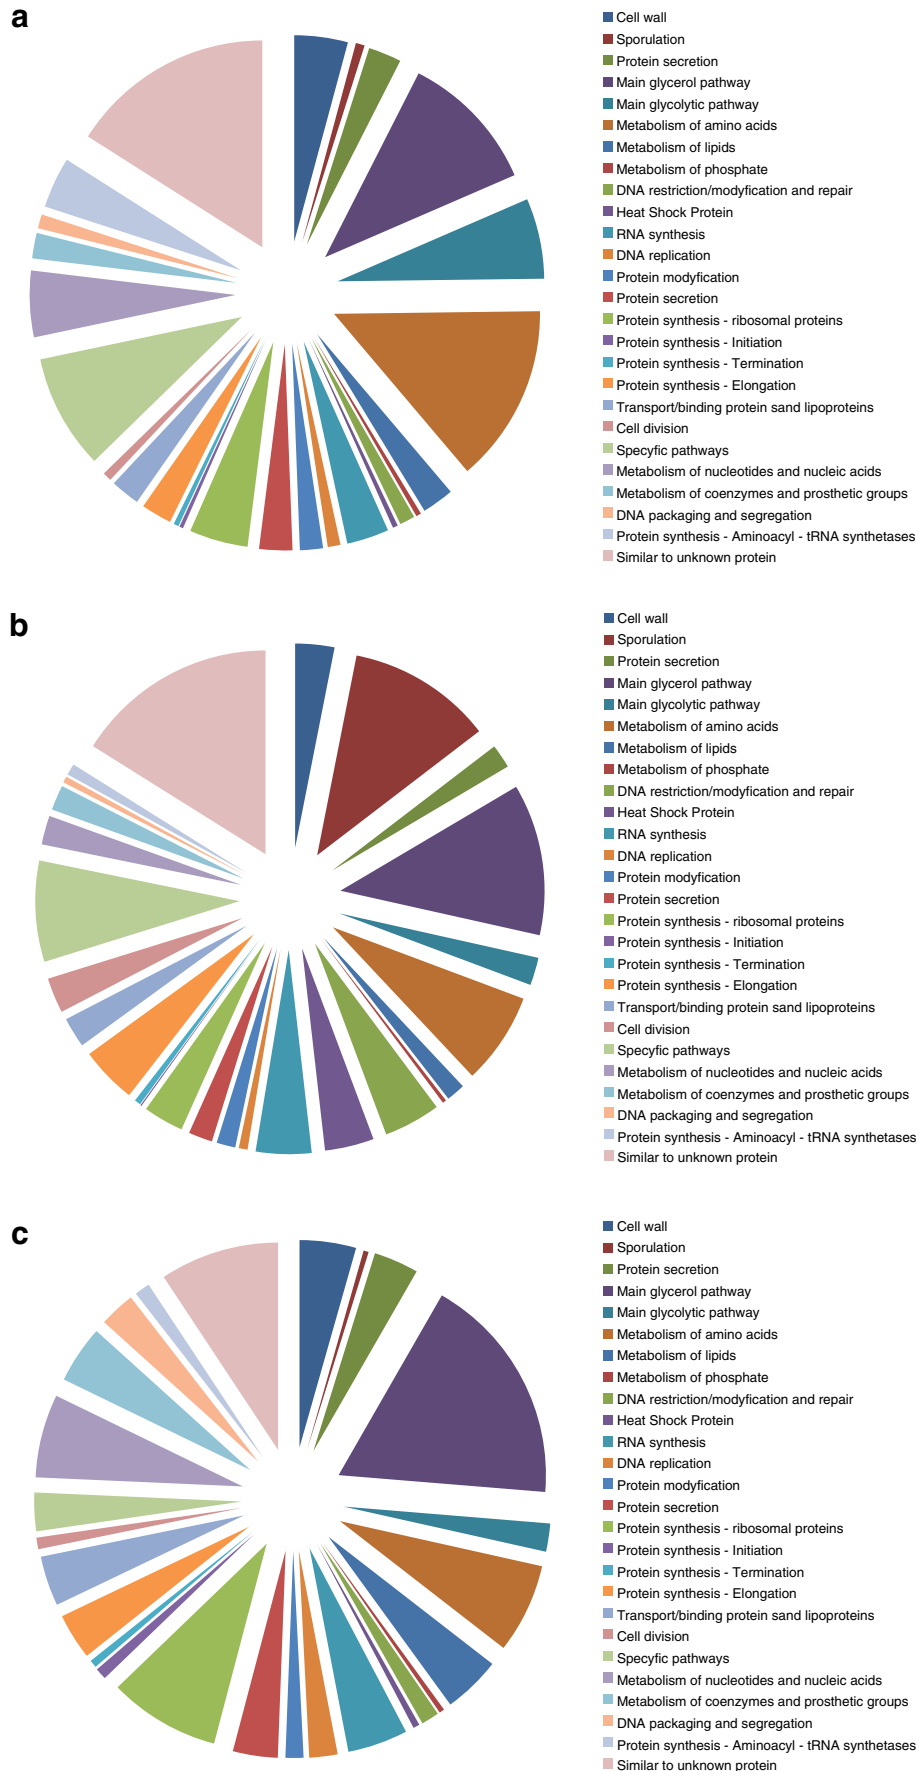 a
Cell wall
Sporulation
Protein secretion
Main glycerol pathway
Main glycolytic pathway
Metabolism of amino acids
Metabolism of lipids
Metabolism of phosphate
DNA restriction/modyfication and repair
Heat Shock Protein
RNA synthesis
DNA replication
Protein modyfication
Protein secretion
Protein synthesis - ribosomal proteins
Protein synthesis - Initiation
Protein synthesis - Termination
Protein synthesis - Elongation
Transport/binding protein sand lipoproteins
Cell division
Specyfic pathways
Metabolism of nucleotides and nucleic acids
Metabolism of coenzymes and prosthetic groups
DNA packaging and segregation
Protein synthesis - Aminoacyl - tRNA synthetases
Similar to unknown protein
b
Cell wall
Sporulation
Protein secretion
Main glycerol pathway
Main glycolytic pathway
Metabolism of amino acids
Metabolism of lipids
Metabolism of phosphate
DNA restriction/modyfication and repair
Heat Shock Protein
RNA synthesis
DNA replication
Protein modyfication
Protein secretion
Protein synthesis - ribosomal proteins
Protein synthesis - Initiation
Protein synthesis - Termination
Protein synthesis - Elongation
Transport/binding protein sand lipoproteins
Cell division
Specyfic pathways
Metabolism of nucleotides and nucleic acids
Metabolism of coenzymes and prosthetic groups
DNA packaging and segregation
Protein synthesis - Aminoacyl - tRNA synthetases
Similar to unknown protein
c
Cell wall
Sporulation
Protein secretion
Main glycerol pathway
Main glycolytic pathway
Metabolism of amino acids
Metabolism of lipids
Metabolism of phosphate
DNA restriction/modyfication and repair
Heat Shock Protein
RNA synthesis
DNA replication
Protein modyfication
Protein secretion
Protein synthesis - ribosomal proteins
Protein synthesis - Initiation
Protein synthesis - Termination
Protein synthesis - Elongation
Transport/binding protein sand lipoproteins
Cell division
Specyfic pathways
Metabolism of nucleotides and nucleic acids
Metabolism of coenzymes and prosthetic groups
DNA packaging and segregation
Protein synthesis - Aminoacyl - tRNA synthetases
Similar to unknown protein